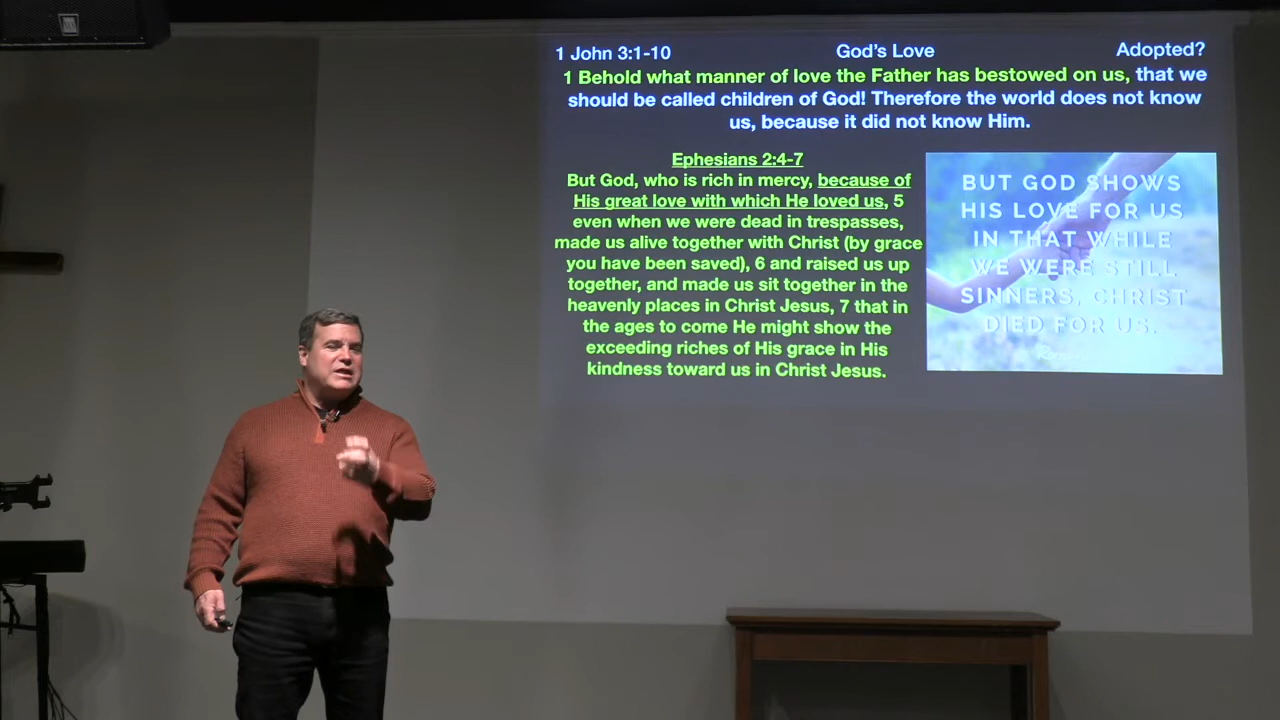 1 John 3:1-10 God's Love Adopted?
1 Behold what manner of love the Father has bestowed on us, that we
should be called children of God! Therefore the world does not know
us, because it did not know Him.
Ephesians 2:4-7
But God, who is rich in mercy, because of
His great love with which He loved us, 5
even when we were dead in trespasses,
made us alive together with Christ (by grace
you have been saved), 6 and raised us up
together, and made us sit together in the
heavenly places in Christ Jesus, 7 that in
the ages to come He might show the
exceeding riches of His grace in His
kindness toward us in Christ Jesus.
BUT GOD SHOWS
HIS LOVE FOR US
IN THAT WHILE
WE WERE STILL
SINNERS, CHRIST
DIED FOR US.